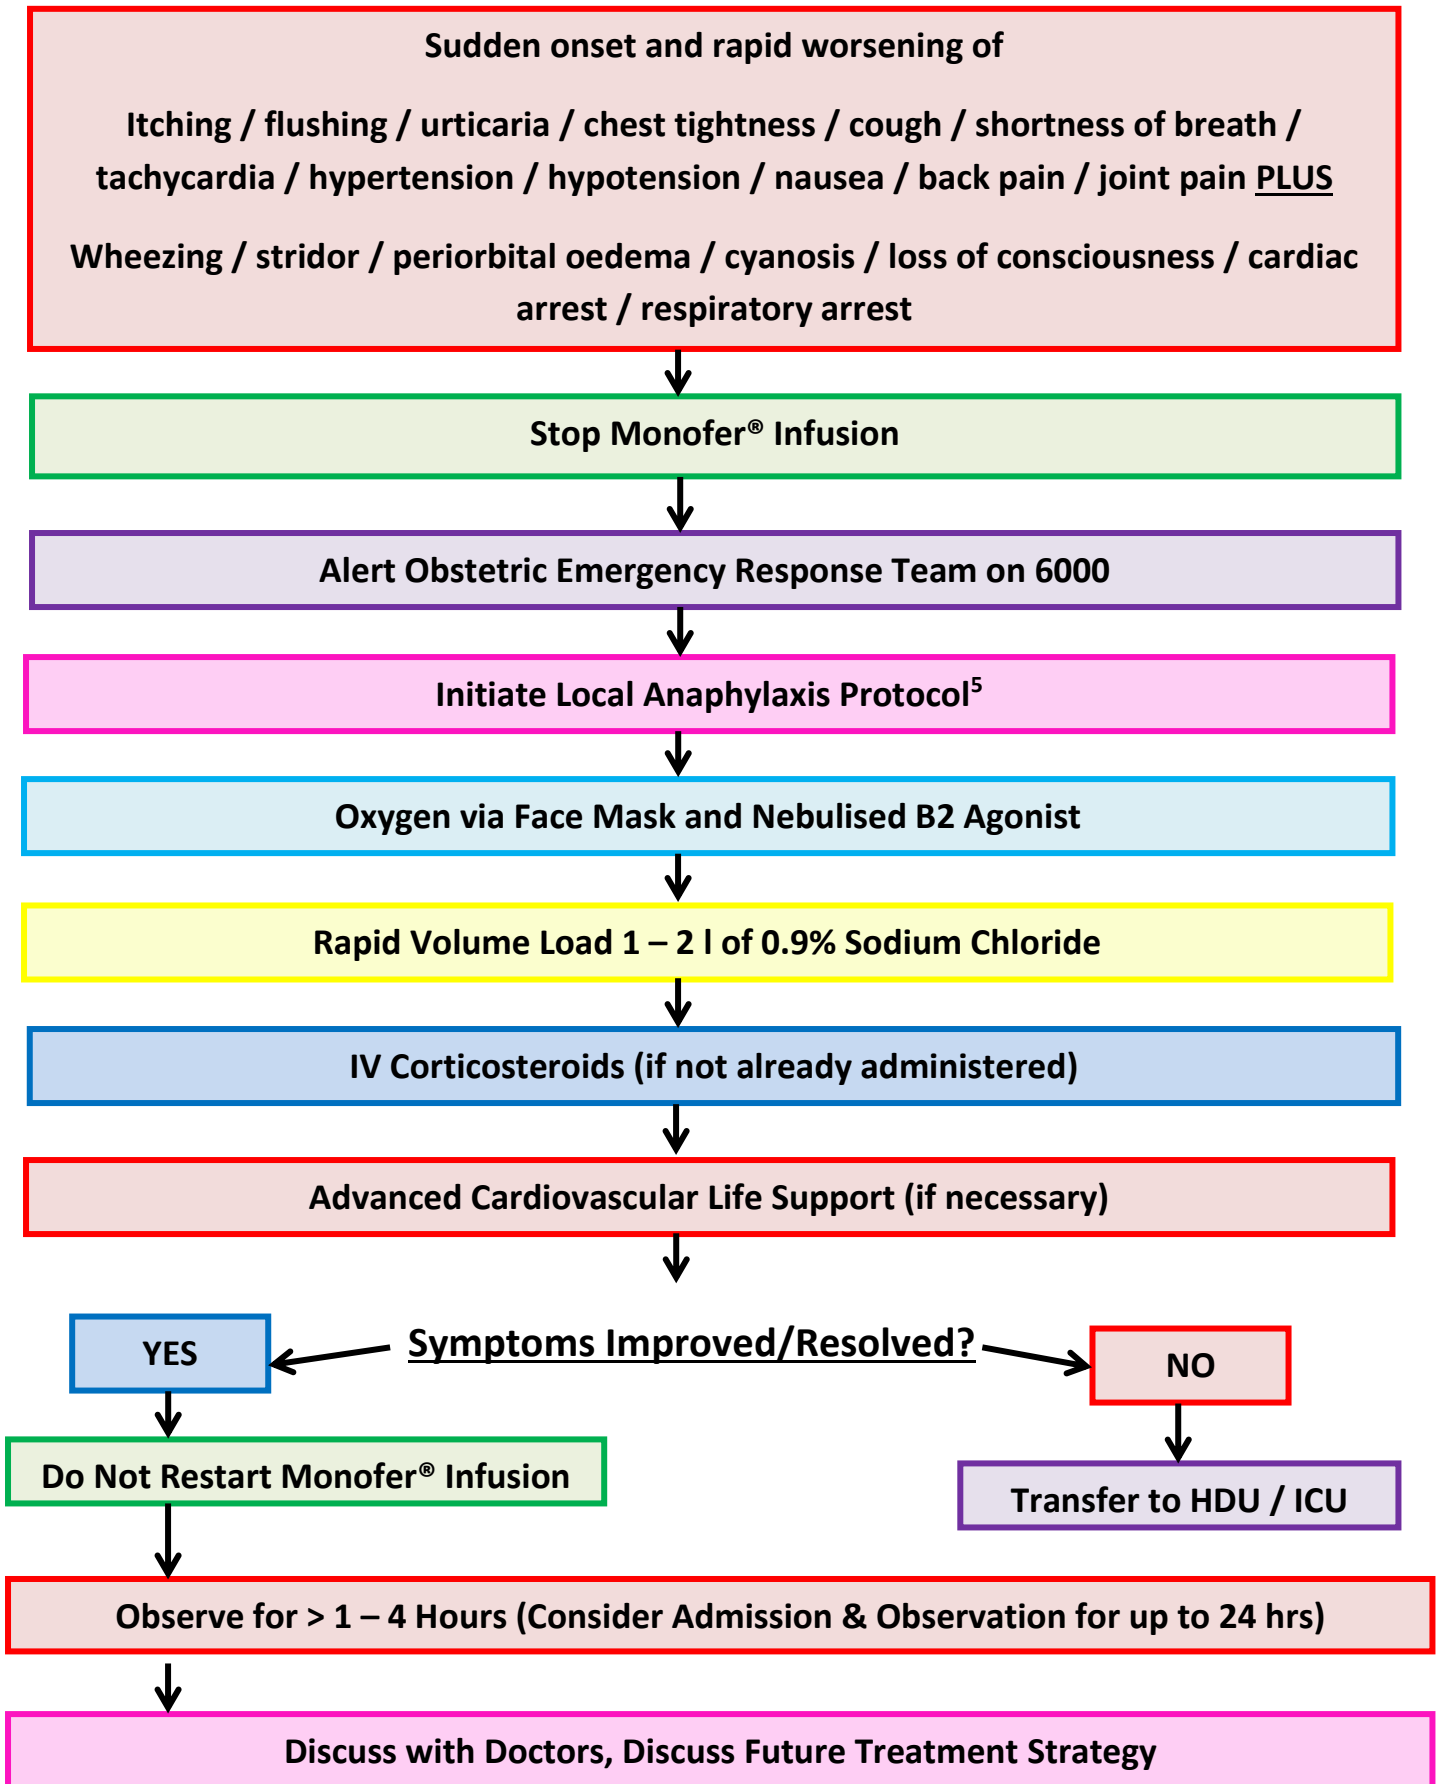 Sudden onset and rapid worsening of
Itching / flushing / urticaria / chest tightness / cough / shortness of breath /
tachycardia / hypertension / hypotension / nausea / back pain / joint pain PLUS
Wheezing / stridor / periorbital oedema / cyanosis / loss of consciousness / cardiac
arrest / respiratory arrest
Stop Monofer® Infusion
Alert Obstetric Emergency Response Team on 6000
Initiate Local Anaphylaxis Protocol⁵
Oxygen via Face Mask and Nebulised B2 Agonist
Rapid Volume Load 1 – 2 l of 0.9% Sodium Chloride
IV Corticosteroids (if not already administered)
Advanced Cardiovascular Life Support (if necessary)
Symptoms Improved/Resolved?
YES
NO
Do Not Restart Monofer® Infusion
Transfer to HDU / ICU
Observe for > 1 – 4 Hours (Consider Admission & Observation for up to 24 hrs)
Discuss with Doctors, Discuss Future Treatment Strategy